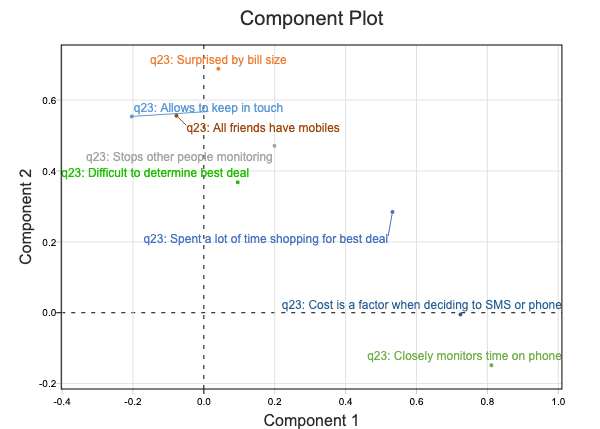 Component Plot
q23: Surprised by bill size
q23: Allows to keep in touch
q23: All friends have mobiles
q23: Stops other people monitoring
q23: Difficult to determine best deal
q23: Spent a lot of time shopping for best deal
q23: Cost is a factor when deciding to SMS or phone
q23: Closely monitors time on phone
Component 2
0.6
0.4
0.2
0.0
-0.2
-0.4
-0.2
0.0
0.2
0.4
0.6
0.8
1.0
Component 1